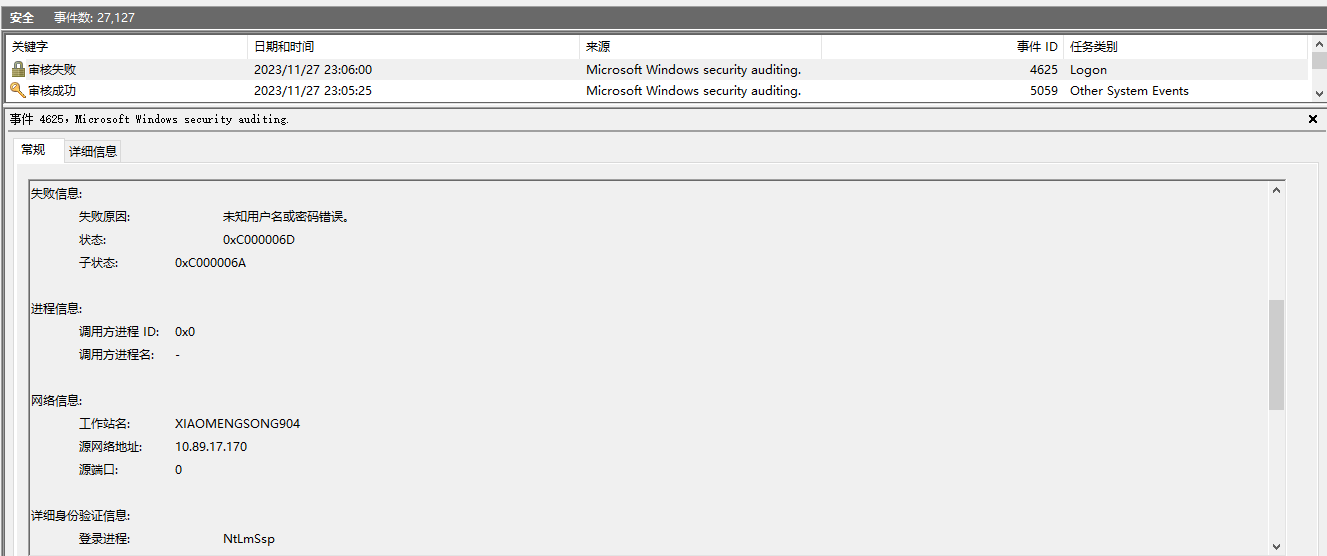 安全 事件数: 27,127
关键字 日期和时间 来源 事件 ID 任务类别
审核失败 2023/11/27 23:06:00 Microsoft Windows security auditing. 4625 Logon
审核成功 2023/11/27 23:05:25 Microsoft Windows security auditing. 5059 Other System Events
事件 4625，Microsoft Windows security auditing.
常规 详细信息
失败信息:
失败原因: 未知用户名或密码错误。
状态: 0xC000006D
子状态: 0xC000006A
进程信息:
调用方进程 ID: 0x0
调用方进程名: -
网络信息:
工作站名: XIAOMENGSONG904
源网络地址: 10.89.17.170
源端口: 0
详细身份验证信息:
登录进程: NtLmSsp